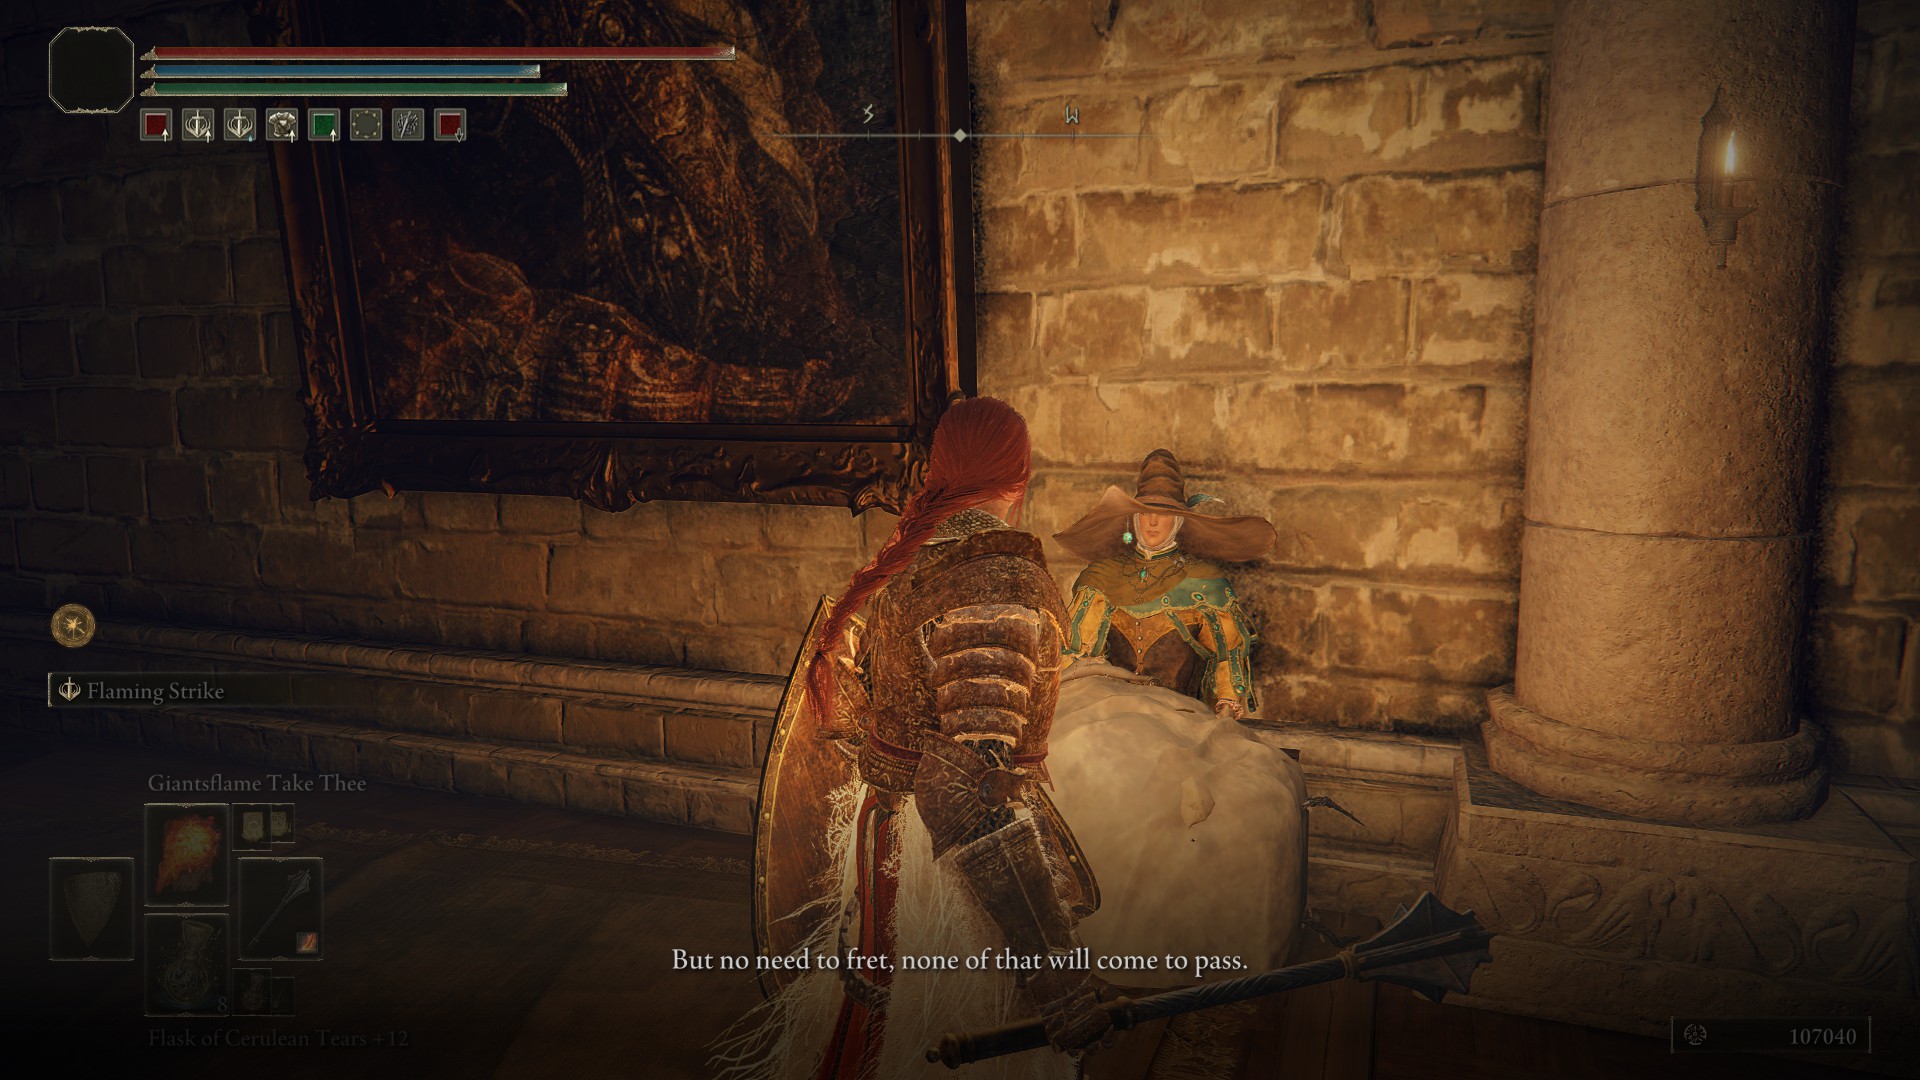 S W
Flaming Strike
Giantsflame Take Thee
8
Flask of Cerulean Tears +12
But no need to fret, none of that will come to pass.
107040